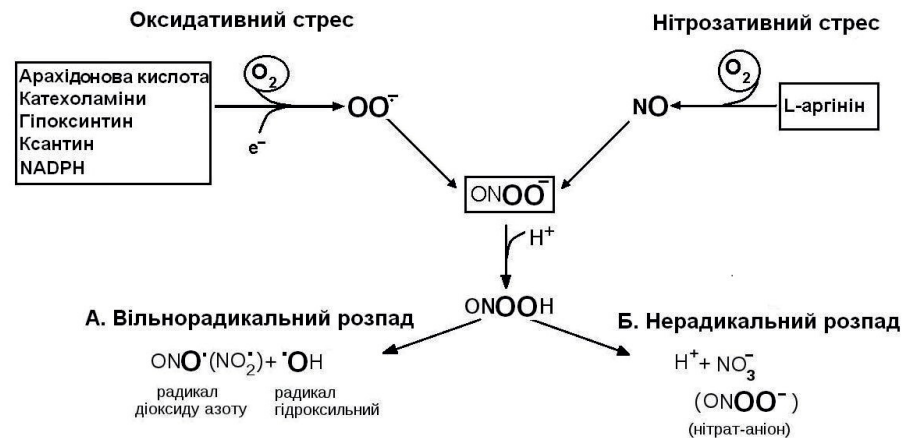 Оксидативний стрес
Нітрозативний стрес
Арахідонова кислота
Катехоламіни
Гіпоксинтин
Ксантин
NADPH
O₂
e⁻
OO·̄
NO
O₂
L-аргінін
ONOO⁻
H⁺
ONOOH
А. Вільнорадикальний розпад
ONO·(NO₂·) + ·OH
радикал діоксиду азоту
радикал гідроксильний
Б. Нерадикальний розпад
H⁺ + NO₃⁻
(ONOO⁻)
(нітрат-аніон)